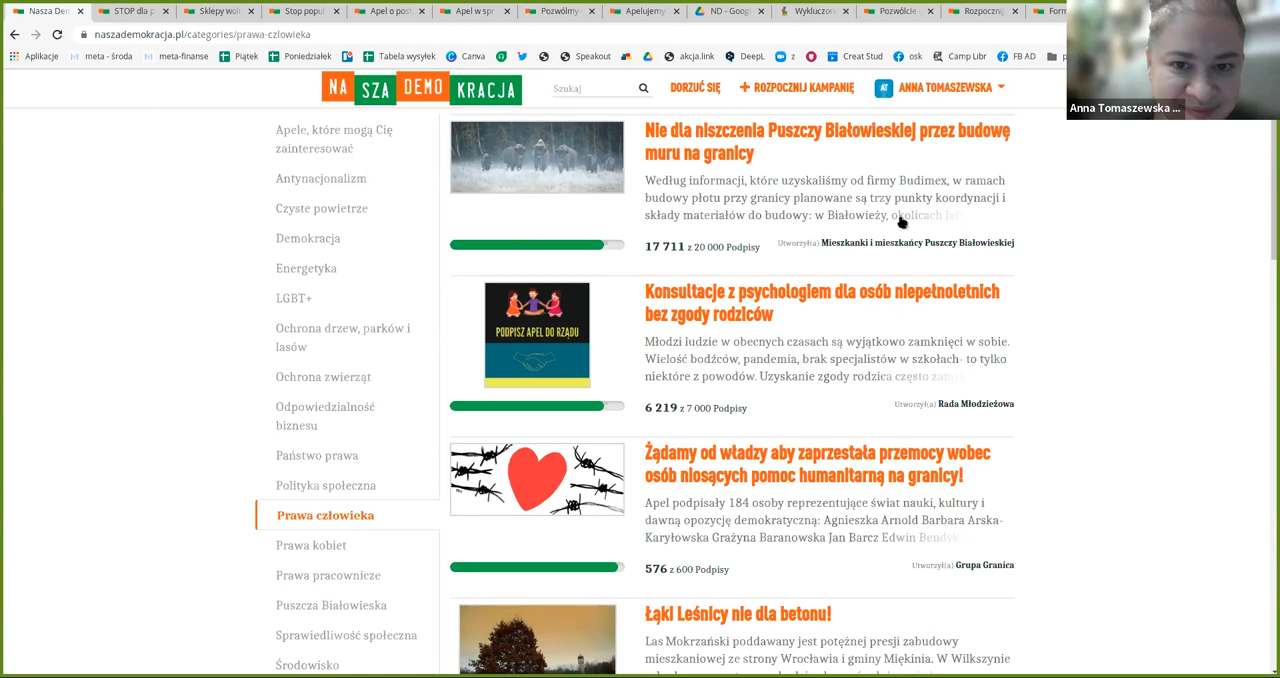 Nasza Dem
STOP dla p
Sklepy wol
Stop popul
Apel o post
Apel w spr
Pozwólmy
Apelujemy
ND - Goog
Wykluczo
Pozwólcie
Rozpocznij
Form
naszademokracja.pl/categories/prawa-czlowieka
Aplikacje
meta - środa
meta-finanse
Piątek
Poniedziałek
Tabela wysyłek
Canva
Speakout
akcja.link
DeepL
z
Creat Stud
osk
Camp Libr
FB AD
NA SZA DEMO KRACJA
Szukaj
DORZUĆ SIĘ
+ ROZPOCZNIJ KAMPANIĘ
AT
ANNA TOMASZEWSKA
Anna Tomaszewska ...
Apele, które mogą Cię
zainteresować
Antynacjonalizm
Czyste powietrze
Demokracja
Energetyka
LGBT+
Ochrona drzew, parków i
lasów
Ochrona zwierząt
Odpowiedzialność
biznesu
Państwo prawa
Polityka społeczna
Prawa człowieka
Prawa kobiet
Prawa pracownicze
Puszcza Białowieska
Sprawiedliwość społeczna
Środowisko
Nie dla niszczenia Puszczy Białowieskiej przez budowę
muru na granicy
Według informacji, które uzyskaliśmy od firmy Budimex, w ramach
budowy płotu przy granicy planowane są trzy punkty koordynacji i
składy materiałów do budowy: w Białowieży, okolicach
17 711 z 20 000 Podpisy
Utworzył(a) Mieszkanki i mieszkańcy Puszczy Białowieskiej
PODPISZ APEL DO RZĄDU
Konsultacje z psychologiem dla osób niepełnoletnich
bez zgody rodziców
Młodzi ludzie w obecnych czasach są wyjątkowo zamknięci w sobie.
Wielość bodźców, pandemia, brak specjalistów w szkołach- to tylko
niektóre z powodów. Uzyskanie zgody rodzica często
6 219 z 7 000 Podpisy
Utworzył(a) Rada Młodzieżowa
Żądamy od władzy aby zaprzestała przemocy wobec
osób niosących pomoc humanitarną na granicy!
Apel podpisały 184 osoby reprezentujące świat nauki, kultury i
dawną opozycję demokratyczną: Agnieszka Arnold Barbara Arska-
Karyłowska Grażyna Baranowska Jan Barcz Edwin Bendyk
576 z 600 Podpisy
Utworzył(a) Grupa Granica
Łąki Leśnicy nie dla betonu!
Las Mokrzański poddawany jest potężnej presji zabudowy
mieszkaniowej ze strony Wrocławia i gminy Miękinia. W Wilkszynie